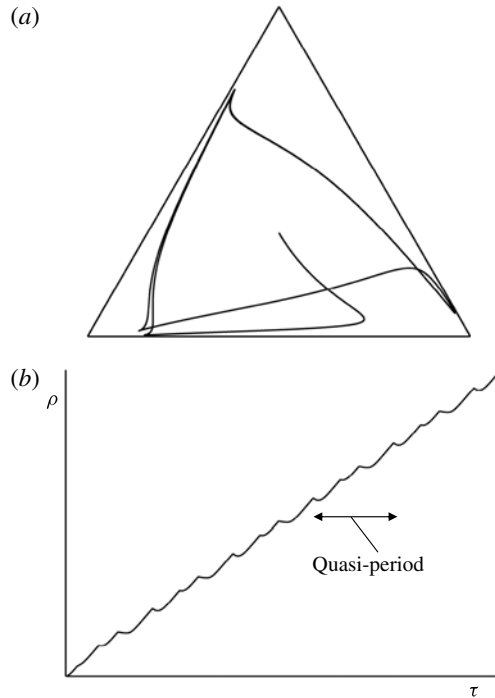 (a)
(b)
ρ
Quasi-period
τ